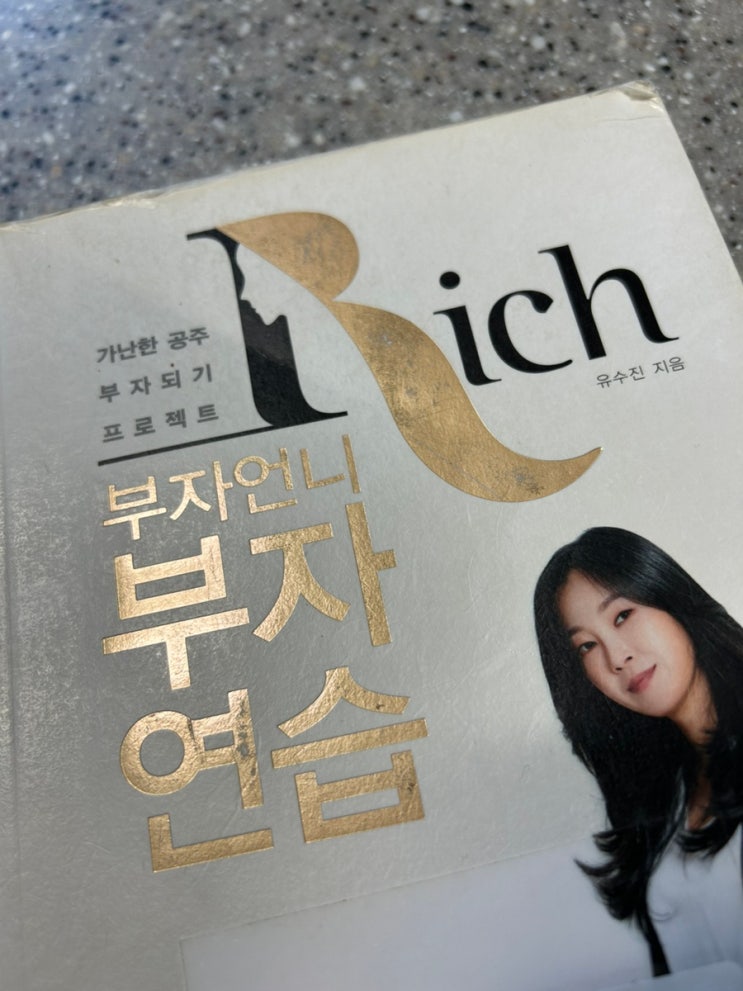 Rich
유수진 지음
가난한 공주
부자되기
프로젝트
부자언니
부자
연습